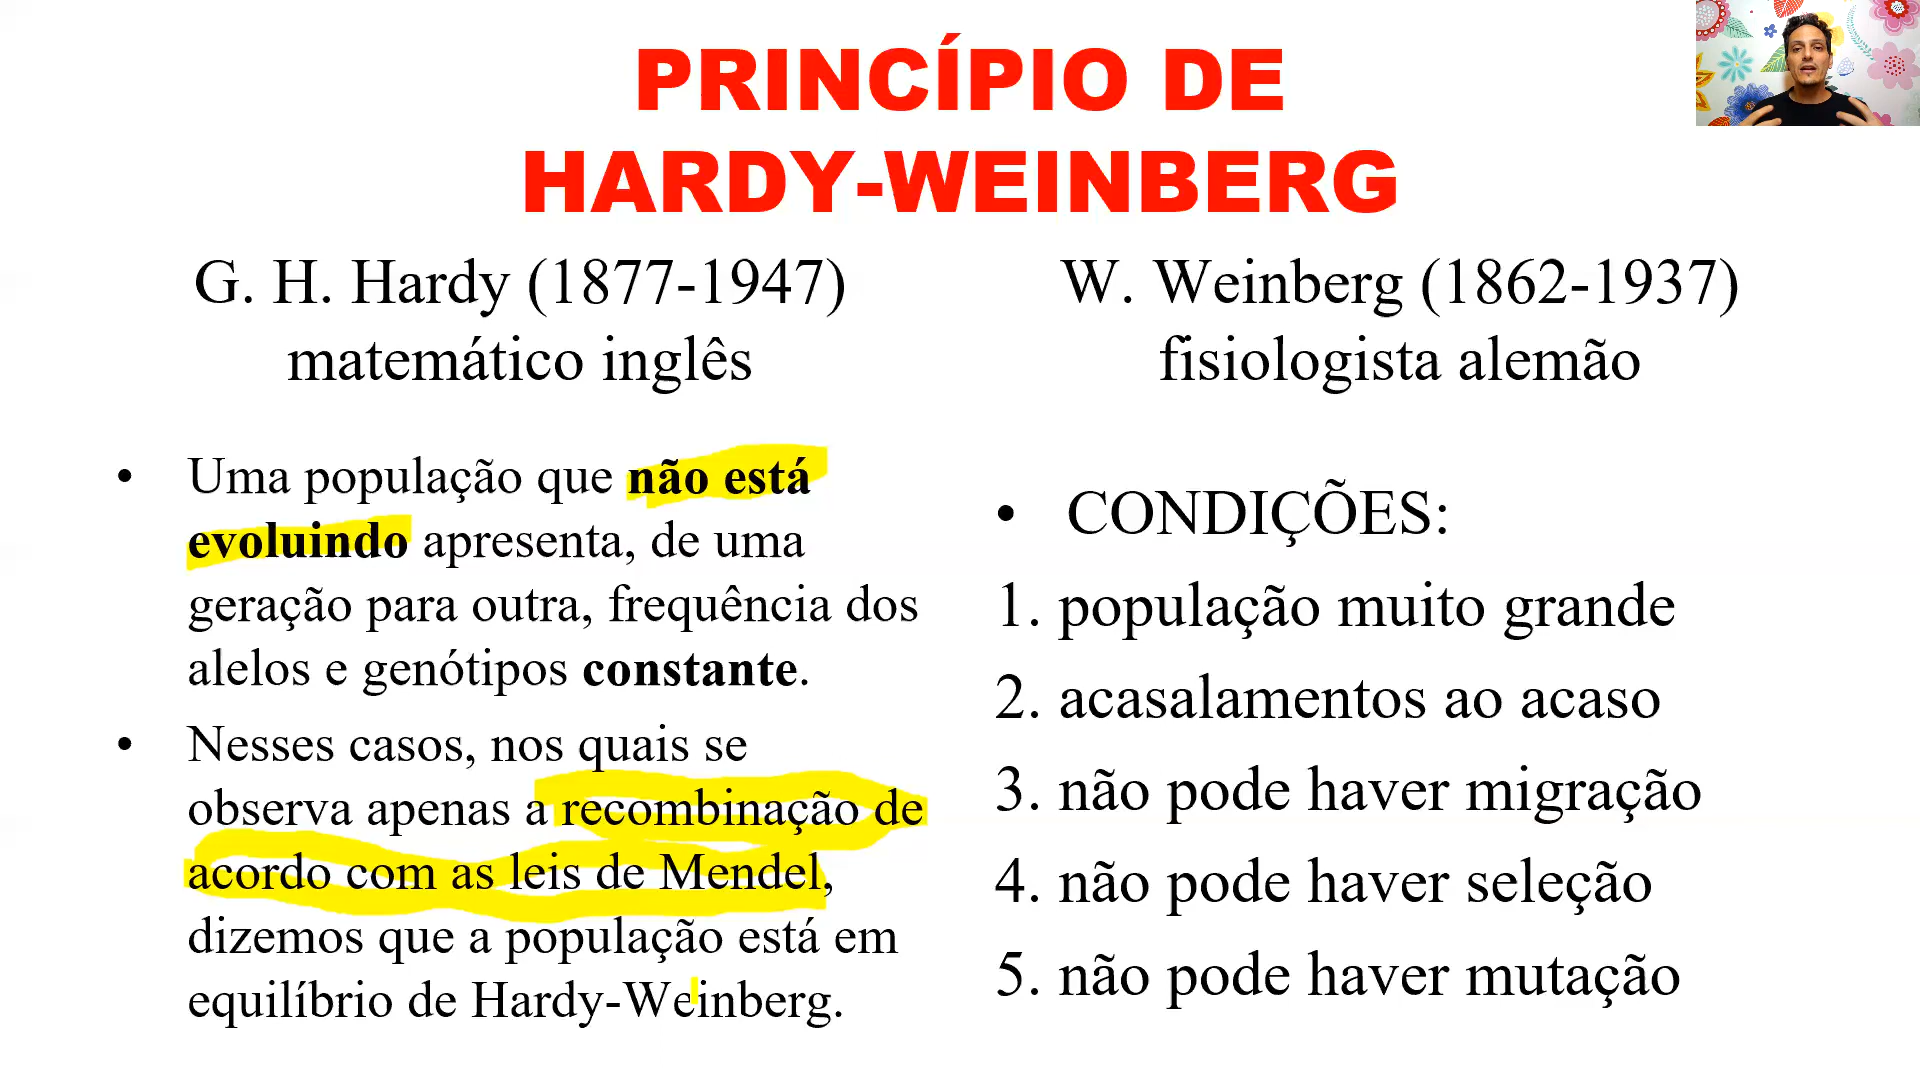 PRINCÍPIO DE
HARDY-WEINBERG
G. H. Hardy (1877-1947)
matemático inglês
W. Weinberg (1862-1937)
fisiologista alemão
• Uma população que não está
evoluindo apresenta, de uma
geração para outra, frequência dos
alelos e genótipos constante.
• Nesses casos, nos quais se
observa apenas a recombinação de
acordo com as leis de Mendel,
dizemos que a população está em
equilíbrio de Hardy-Weinberg.
• CONDIÇÕES:
1. população muito grande
2. acasalamentos ao acaso
3. não pode haver migração
4. não pode haver seleção
5. não pode haver mutação